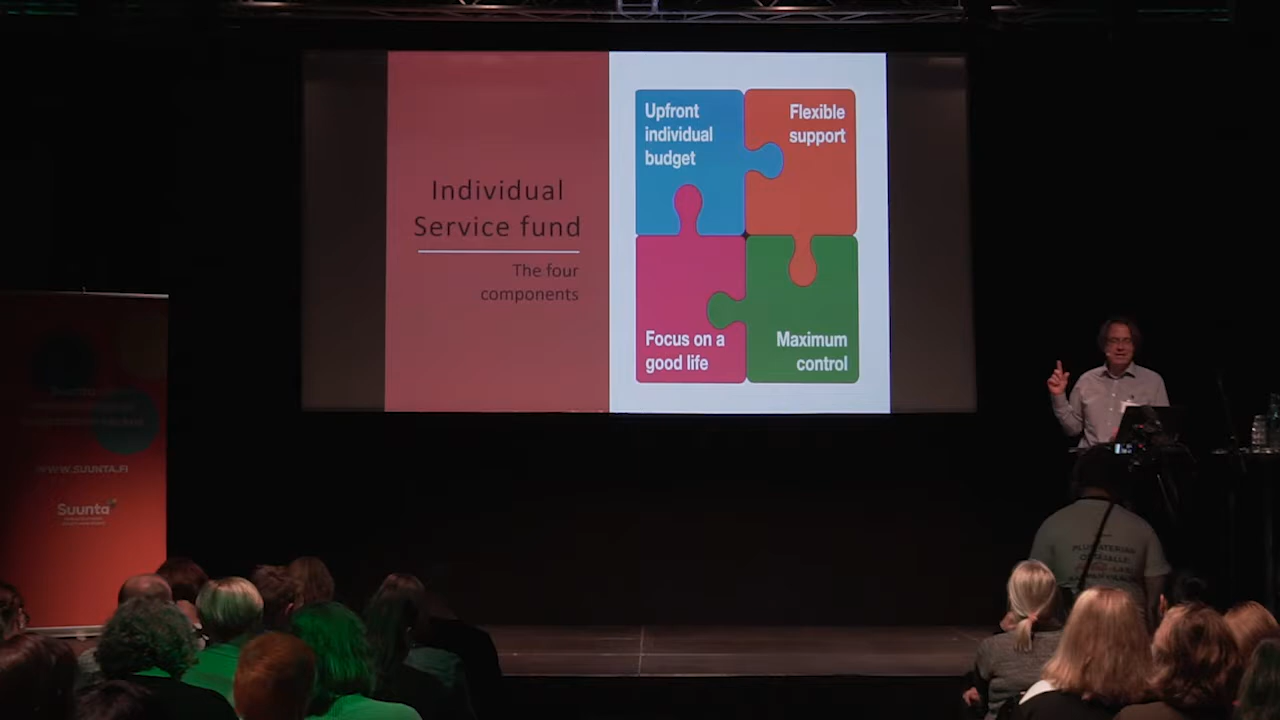 Individual
Service fund
The four
components
Upfront
individual
budget
Flexible
support
Focus on a
good life
Maximum
control
WWW.SUUNTA.FI
Suunta